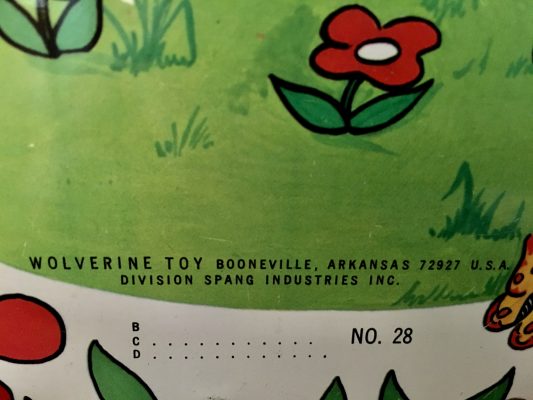 WOLVERINE TOY BOONEVILLE, ARKANSAS 72927 U.S.A.
DIVISION SPANG INDUSTRIES INC.
B
C . . . . . . . . . . . . NO. 28
D . . . . . . . . . . . . .